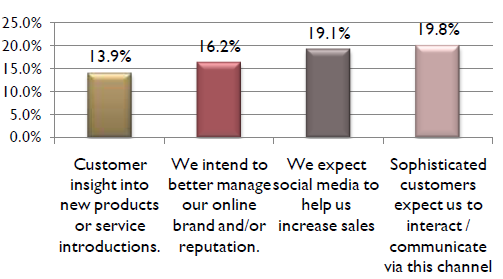 25.0%
20.0%
15.0%
10.0%
5.0%
0.0%
13.9%
16.2%
19.1%
19.8%
Customer
insight into
new products
or service
introductions.
We intend to
better manage
our online
brand and/or
reputation.
We expect
social media to
help us
increase sales
Sophisticated
customers
expect us to
interact /
communicate
via this channel